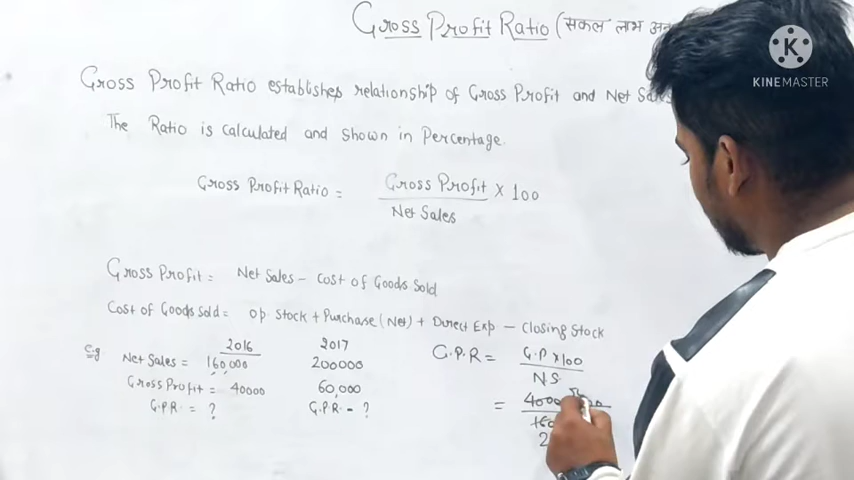 Gross Profit Ratio (सकल लाभ
K
KINEMASTER
Gross Profit Ratio establishes relationship of Gross Profit and Net
The Ratio is calculated and shown in Percentage.
Gross Profit Ratio = Gross Profit X 100
Net Sales
Gross Profit = Net Sales - Cost of Goods Sold
Cost of Goods Sold = Op Stock + Purchase (Net) + Direct Exp - Closing Stock
e.g 2016 2017
Net Sales = 160,000 200000
Gross Profit = 40000 60,000
G.P.R = ? G.P.R. = ?
G.P.R = G.P X 100
N.S.
=